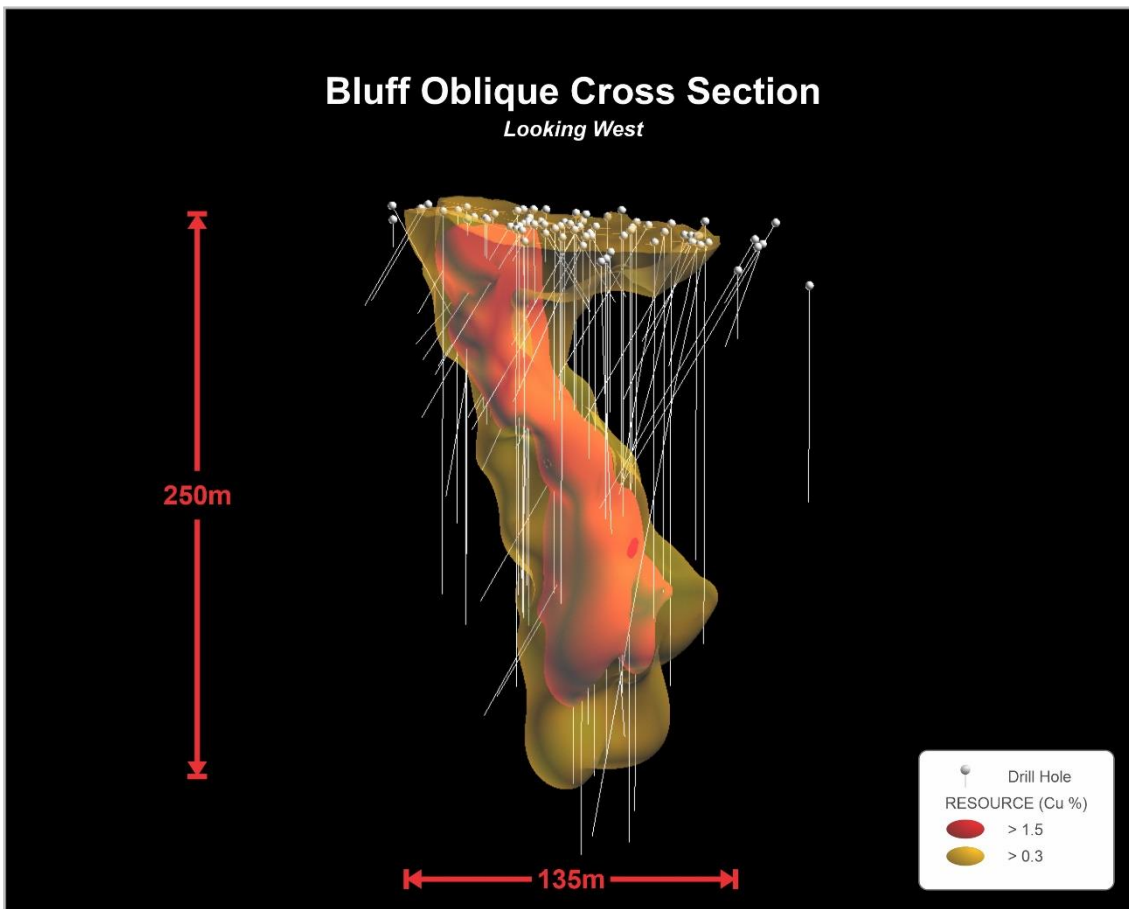 Bluff Oblique Cross Section
Looking West
250m
135m
Drill Hole
RESOURCE (Cu %)
> 1.5
> 0.3